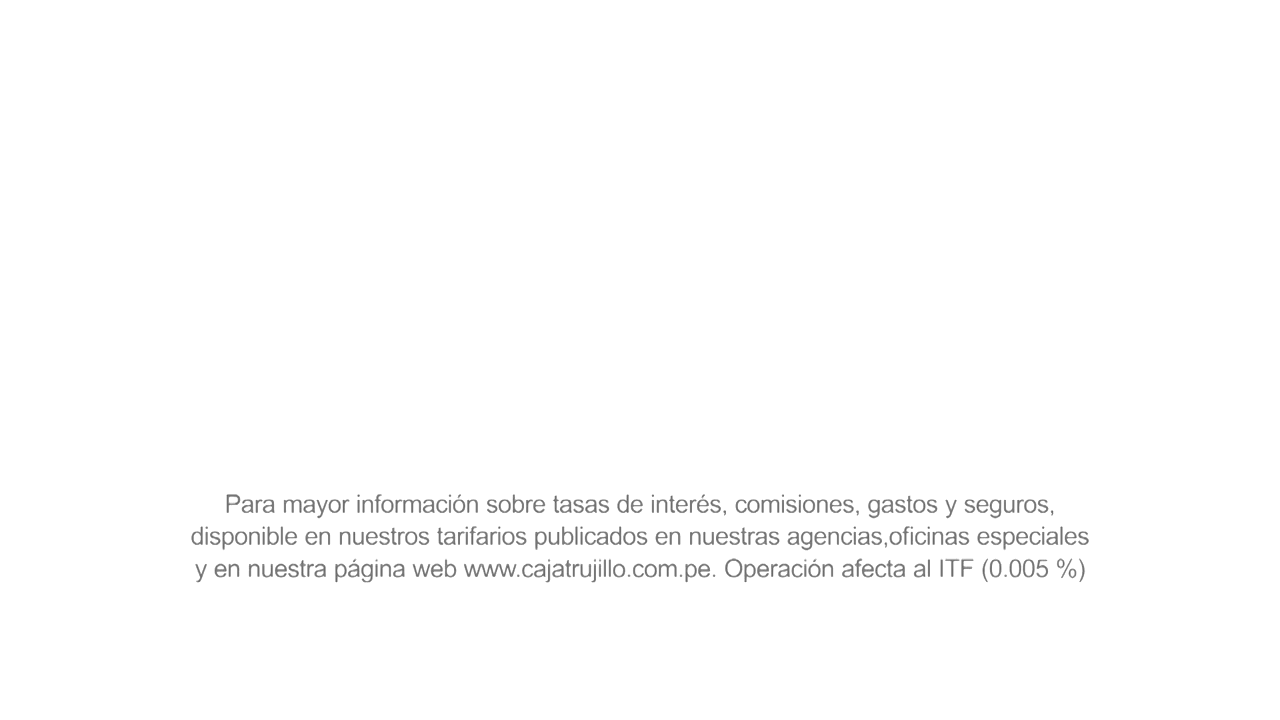 Para mayor información sobre tasas de interés, comisiones, gastos y seguros,
disponible en nuestros tarifarios publicados en nuestras agencias,oficinas especiales
y en nuestra página web www.cajatrujillo.com.pe. Operación afecta al ITF (0.005 %)